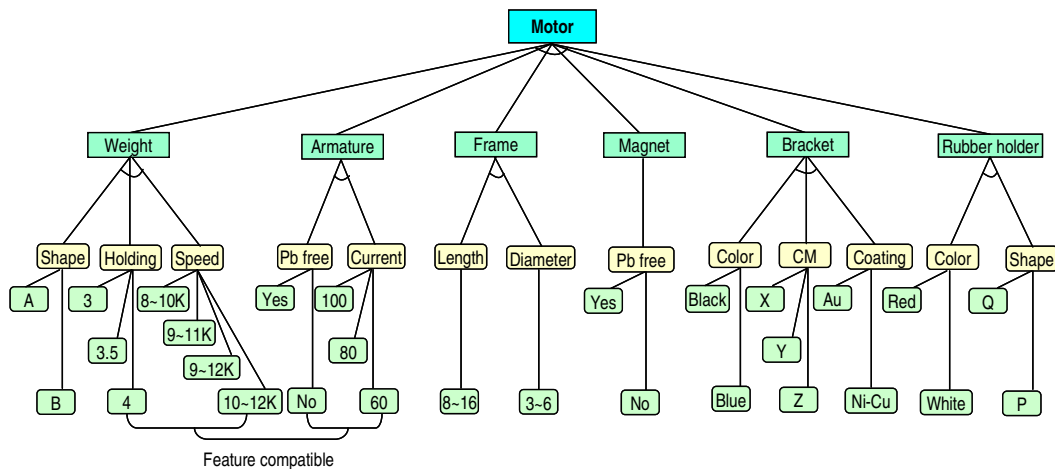 Motor
Weight Armature Frame Magnet Bracket Rubber holder
Shape Holding Speed Pb free Current Length Diameter Pb free Color CM Coating Color Shape
A 3 8~10K Yes 100 Yes Black X Au Red Q
9~11K
3.5 80 Y
9~12K
B 4 10~12K No 60 8~16 3~6 No Blue Z Ni-Cu White P
Feature compatible